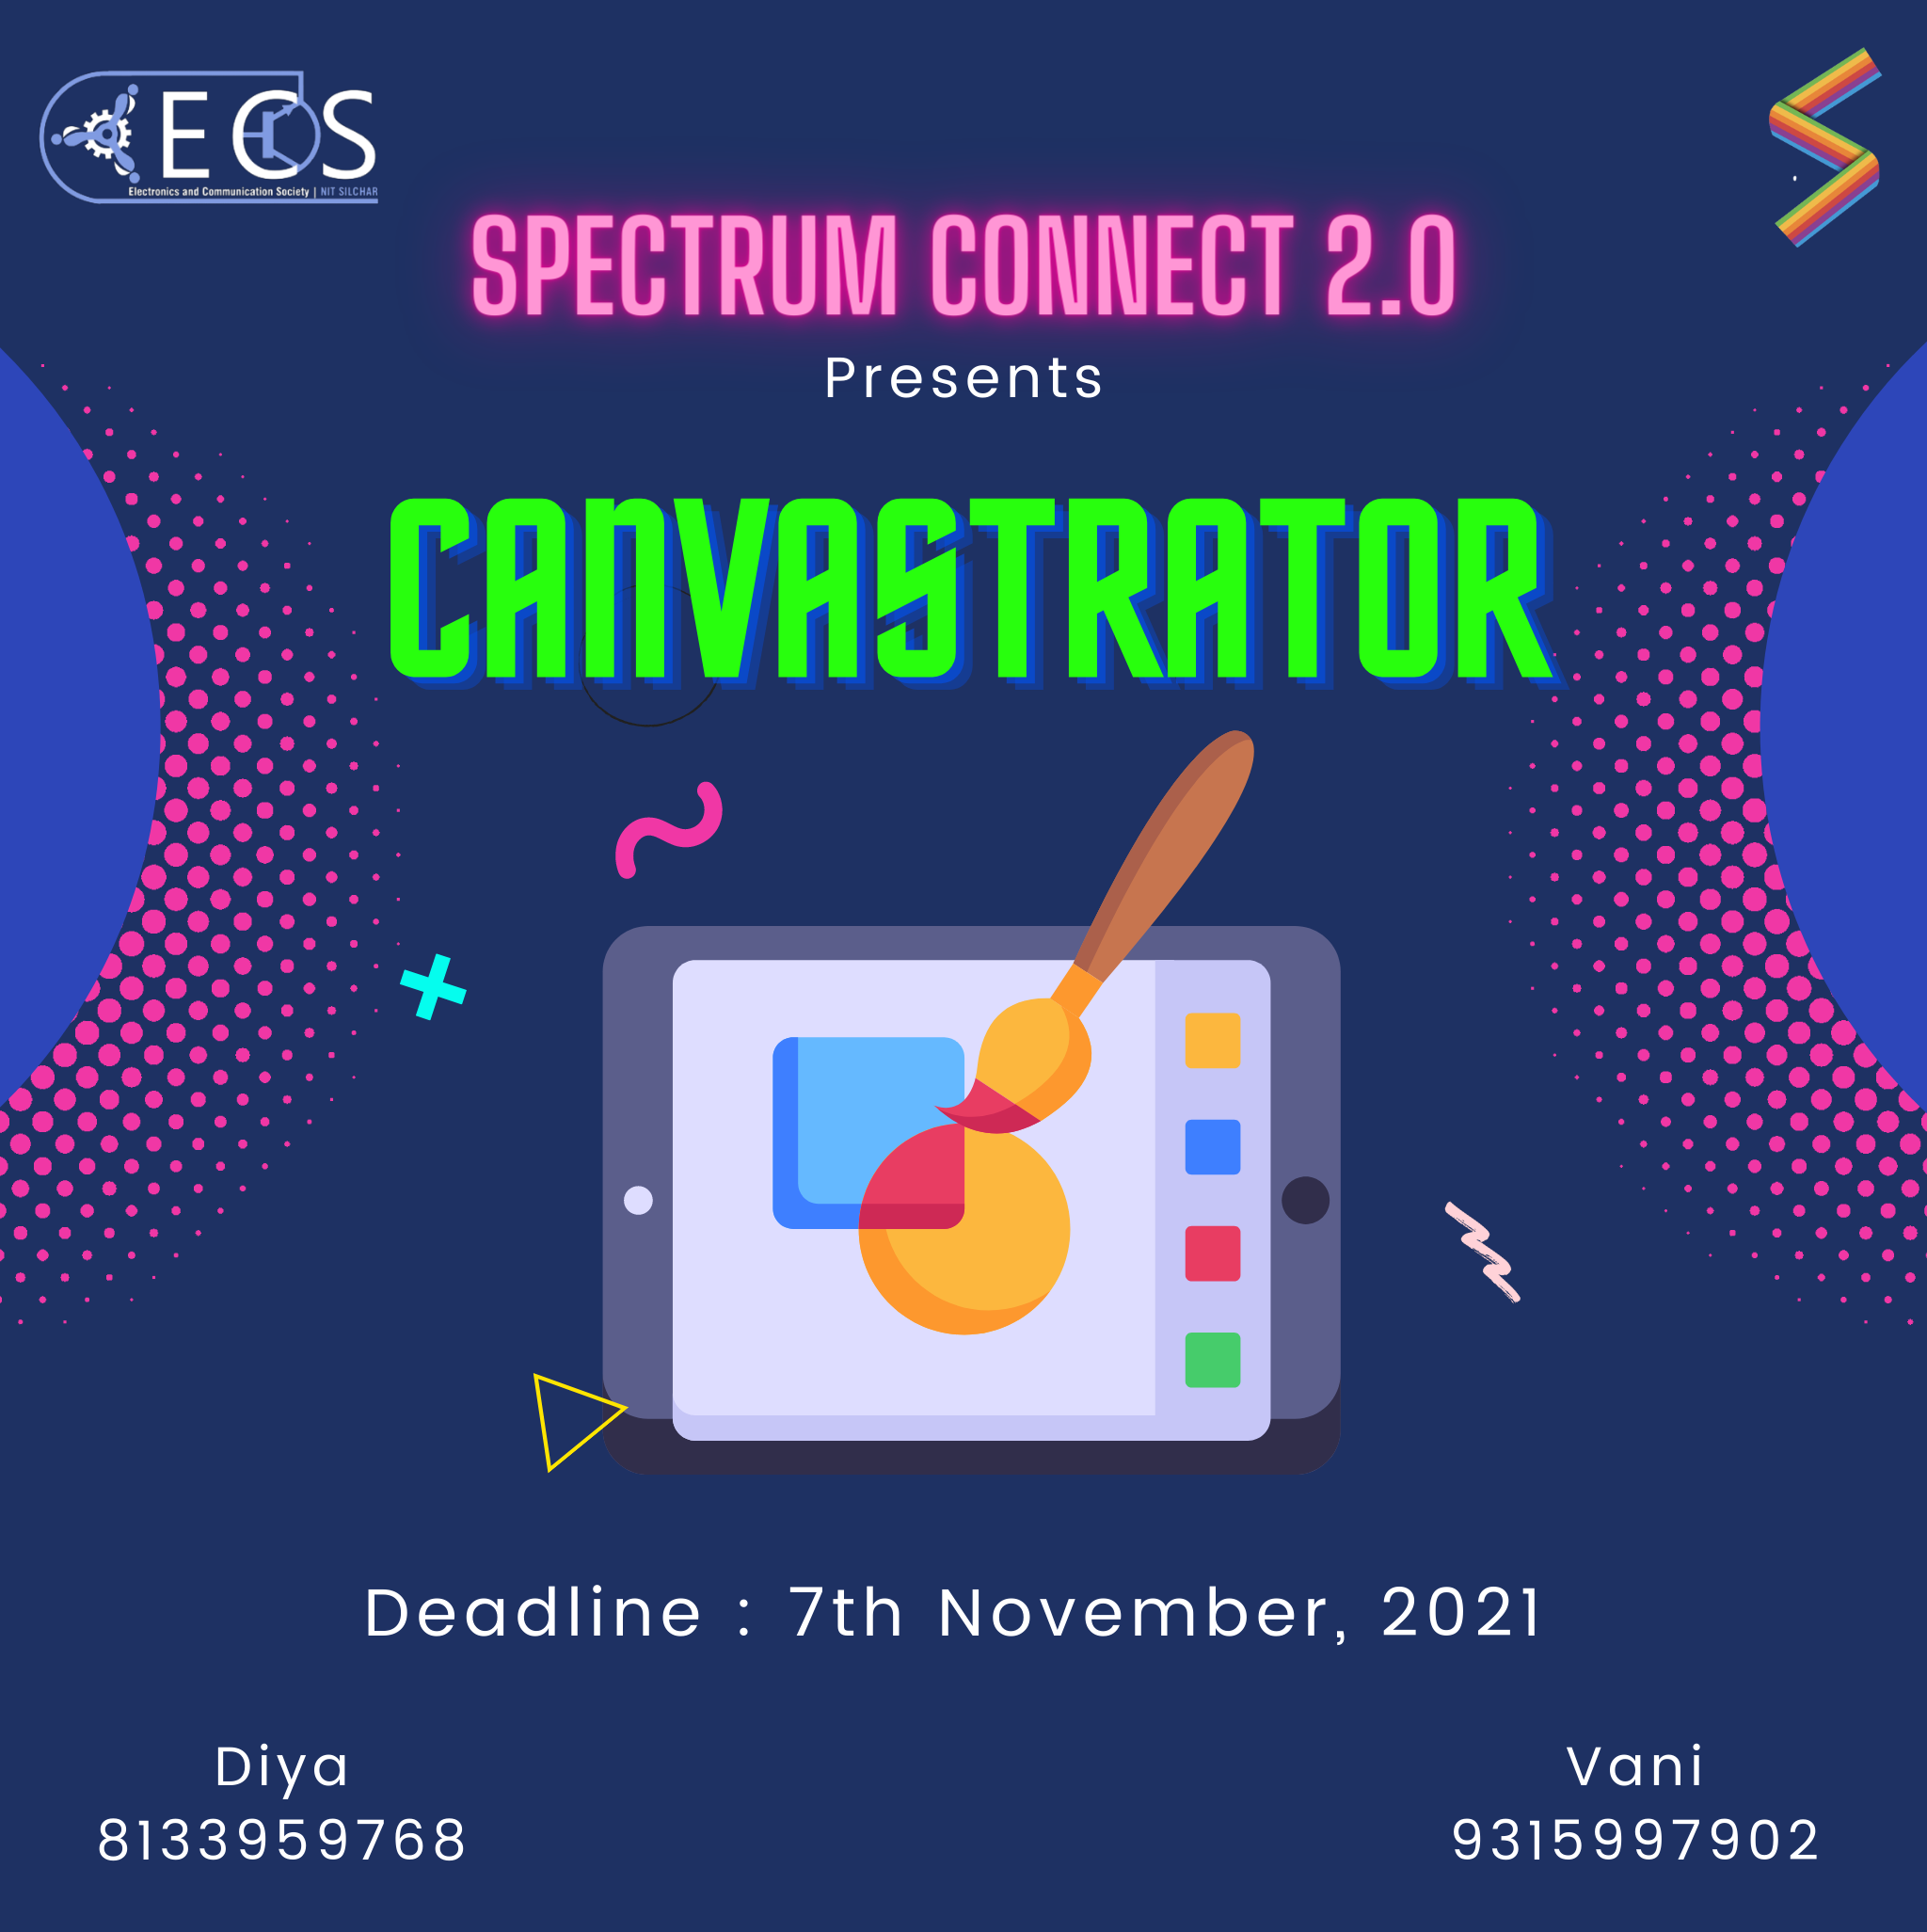 ECS
Electronics and Communication Society | NIT SILCHAR
SPECTRUM CONNECT 2.0
Presents
CANVASTRATOR
Deadline : 7th November, 2021
Diya
8133959768
Vani
9315997902